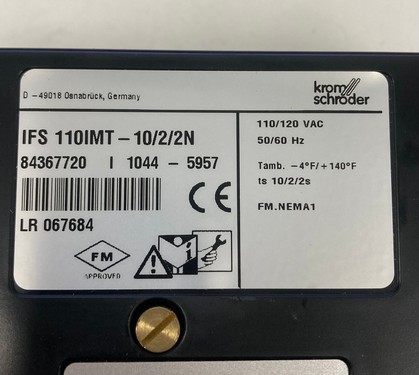 D - 49018 Osnabrück, Germany
krom
schröder
IFS 110IMT - 10/2/2N
84367720 | 1044 - 5957
CE
LR 067684
FM
APPROVED
110/120 VAC
50/60 Hz
Tamb. -4°F/+140°F
ts 10/2/2s
FM.NEMA1